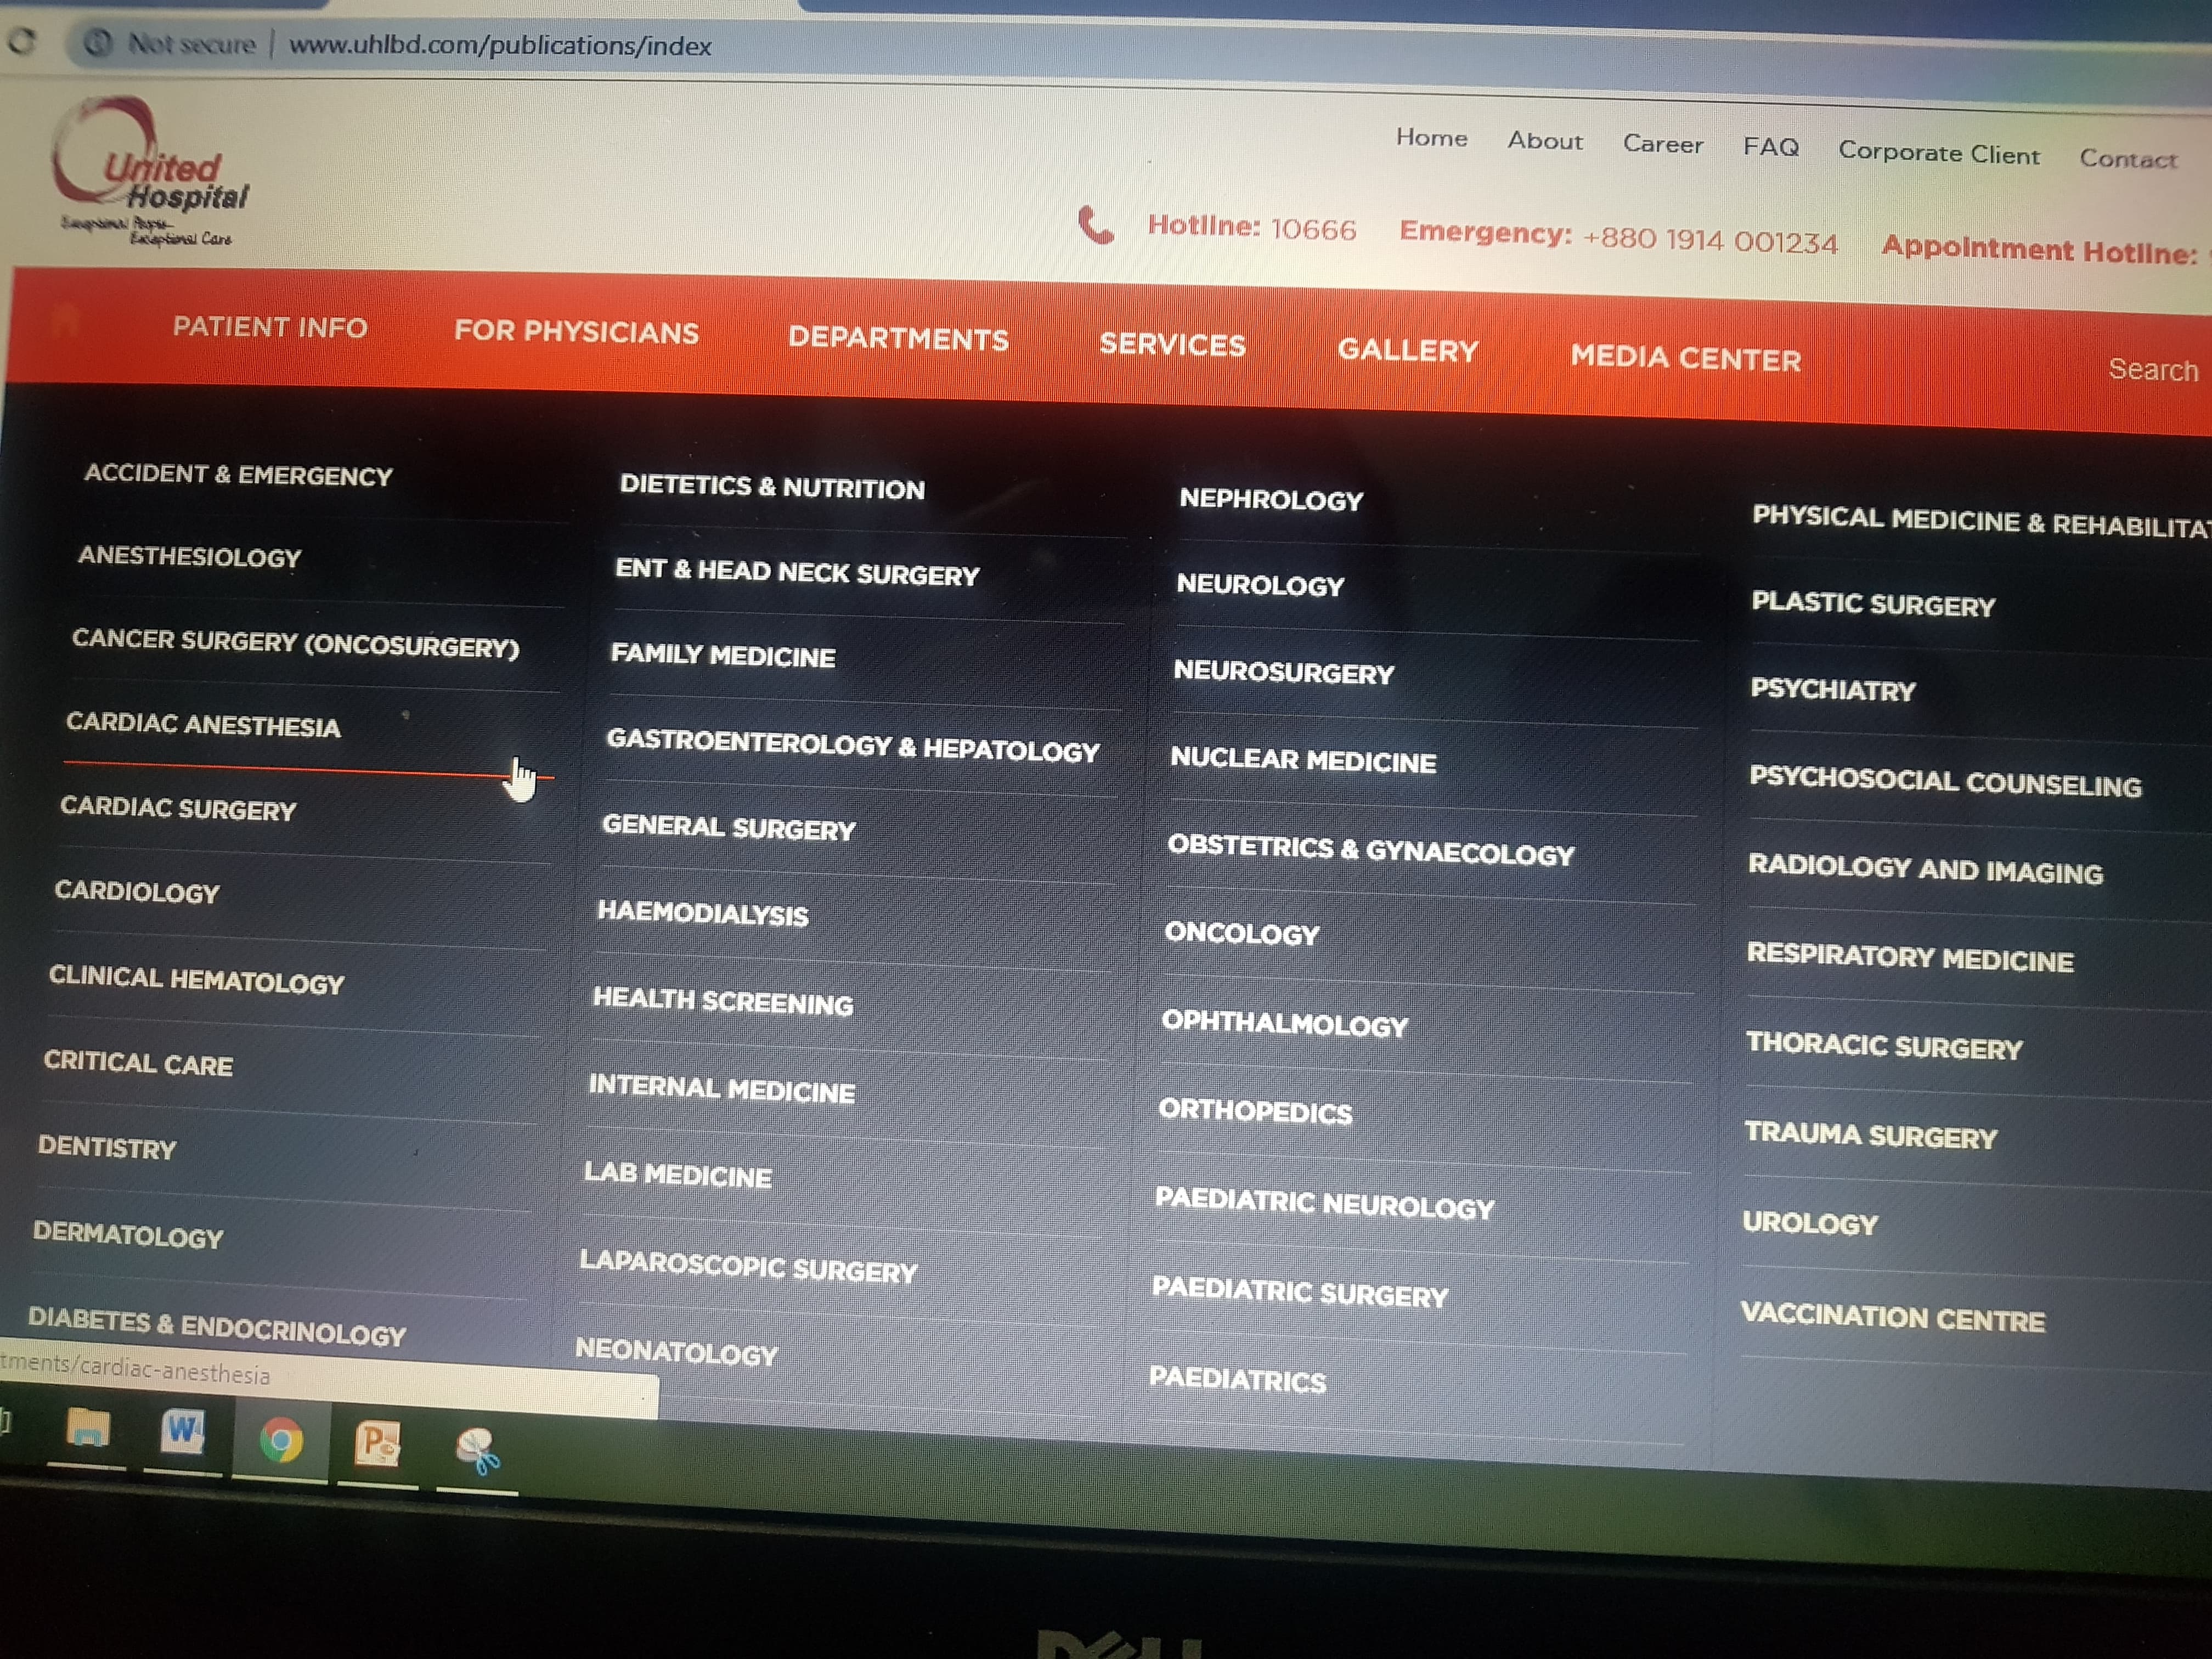 Not secure | www.uhlbd.com/publications/index
United
Hospital
Exceptional People
Exceptional Care
Home About Career FAQ Corporate Client Contact
Hotline: 10666 Emergency: +880 1914 001234 Appointment Hotline:
PATIENT INFO FOR PHYSICIANS DEPARTMENTS SERVICES GALLERY MEDIA CENTER Search
ACCIDENT & EMERGENCY
ANESTHESIOLOGY
CANCER SURGERY (ONCOSURGERY)
CARDIAC ANESTHESIA
CARDIAC SURGERY
CARDIOLOGY
CLINICAL HEMATOLOGY
CRITICAL CARE
DENTISTRY
DERMATOLOGY
DIABETES & ENDOCRINOLOGY
DIETETICS & NUTRITION
ENT & HEAD NECK SURGERY
FAMILY MEDICINE
GASTROENTEROLOGY & HEPATOLOGY
GENERAL SURGERY
HAEMODIALYSIS
HEALTH SCREENING
INTERNAL MEDICINE
LAB MEDICINE
LAPAROSCOPIC SURGERY
NEONATOLOGY
NEPHROLOGY
NEUROLOGY
NEUROSURGERY
NUCLEAR MEDICINE
OBSTETRICS & GYNAECOLOGY
ONCOLOGY
OPHTHALMOLOGY
ORTHOPEDICS
PAEDIATRIC NEUROLOGY
PAEDIATRIC SURGERY
PAEDIATRICS
PHYSICAL MEDICINE & REHABILITAT
PLASTIC SURGERY
PSYCHIATRY
PSYCHOSOCIAL COUNSELING
RADIOLOGY AND IMAGING
RESPIRATORY MEDICINE
THORACIC SURGERY
TRAUMA SURGERY
UROLOGY
VACCINATION CENTRE
tments/cardiac-anesthesia
DELL